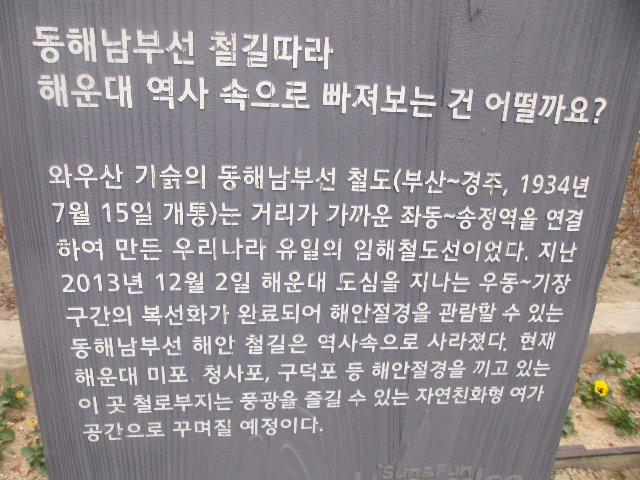 동해남부선 철길따라
해운대 역사 속으로 빠져보는 건 어떨까요?
와우산 기슭의 동해남부선 철도(부산~경주, 1934년
7월 15일 개통)는 거리가 가까운 좌동~송정역을 연결
하여 만든 우리나라 유일의 임해철도선이었다. 지난
2013년 12월 2일 해운대 도심을 지나는 우동~기장
구간의 복선화가 완료되어 해안절경을 관람할 수 있는
동해남부선 해안 철길은 역사속으로 사라졌다. 현재
해운대 미포, 청사포, 구덕포 등 해안절경을 끼고 있는
이 곳 철로부지는 풍광을 즐길 수 있는 자연친화형 여가
공간으로 꾸며질 예정이다.
Sun&Fun